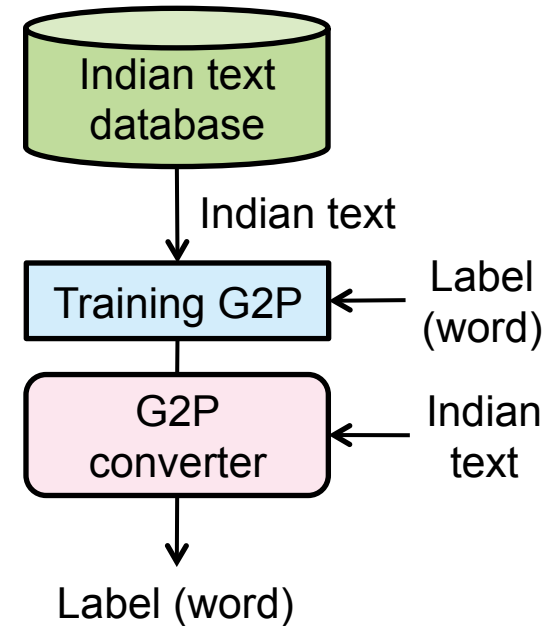 Indian text
database
Indian text
Training G2P
Label
(word)
G2P
converter
Indian
text
Label (word)